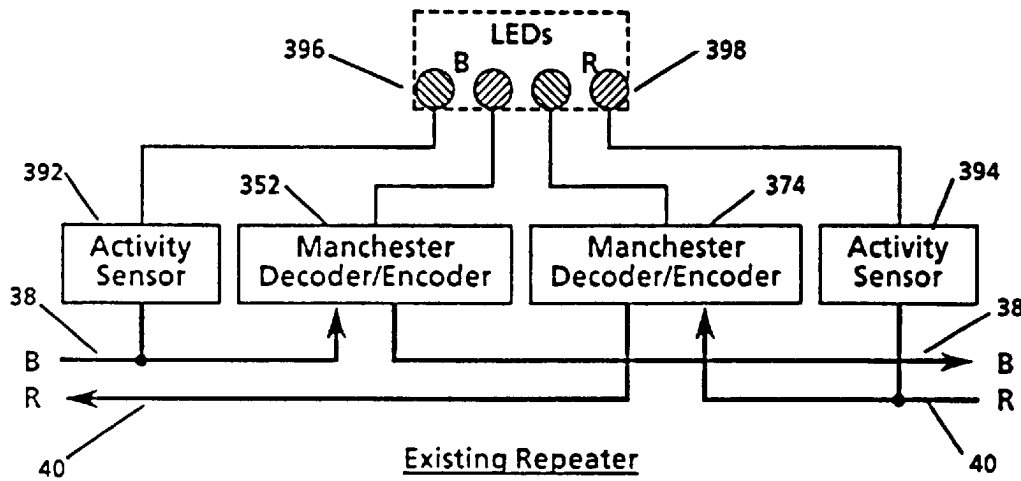 LEDs
396 B R 398
392 352 374 394
Activity Sensor Manchester Decoder/Encoder Manchester Decoder/Encoder Activity Sensor
38 38
B B
R R
40 40
Existing Repeater